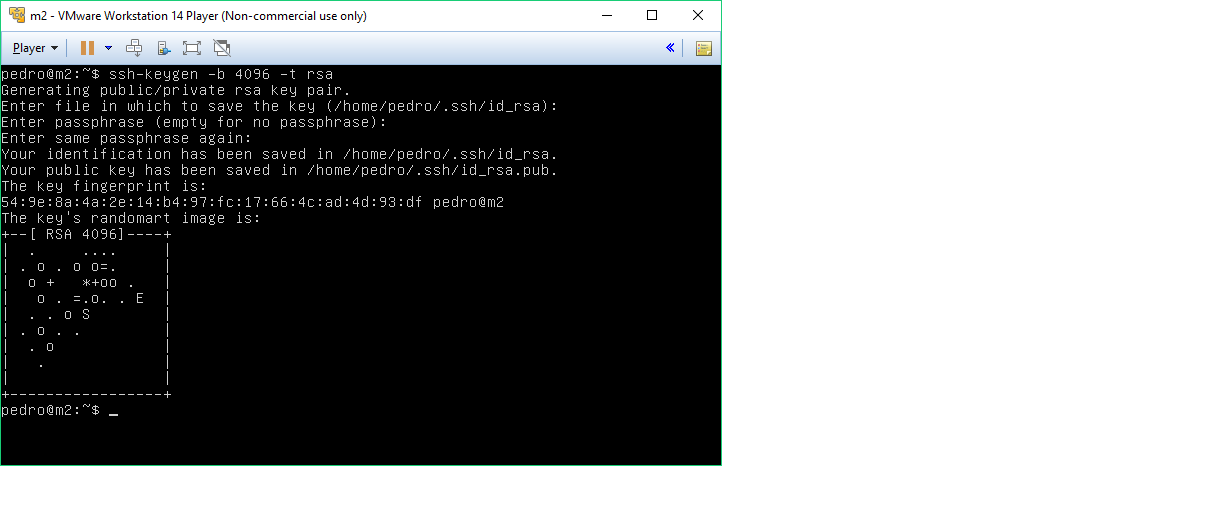 m2 - VMware Workstation 14 Player (Non-commercial use only)
Player
pedro@m2:~$ ssh-keygen -b 4096 -t rsa
Generating public/private rsa key pair.
Enter file in which to save the key (/home/pedro/.ssh/id_rsa):
Enter passphrase (empty for no passphrase):
Enter same passphrase again:
Your identification has been saved in /home/pedro/.ssh/id_rsa.
Your public key has been saved in /home/pedro/.ssh/id_rsa.pub.
The key fingerprint is:
54:9e:8a:4a:2e:14:b4:97:fc:17:66:4c:ad:4d:93:df pedro@m2
The key's randomart image is:
+--[ RSA 4096]----+
|  .     ....     |
| . o . o o=.     |
|  o +   *+oo .   |
|   o . =.o. . E  |
|  . . o S        |
| . o . .         |
|  . o            |
|   .             |
|                 |
+-----------------+
pedro@m2:~$ _